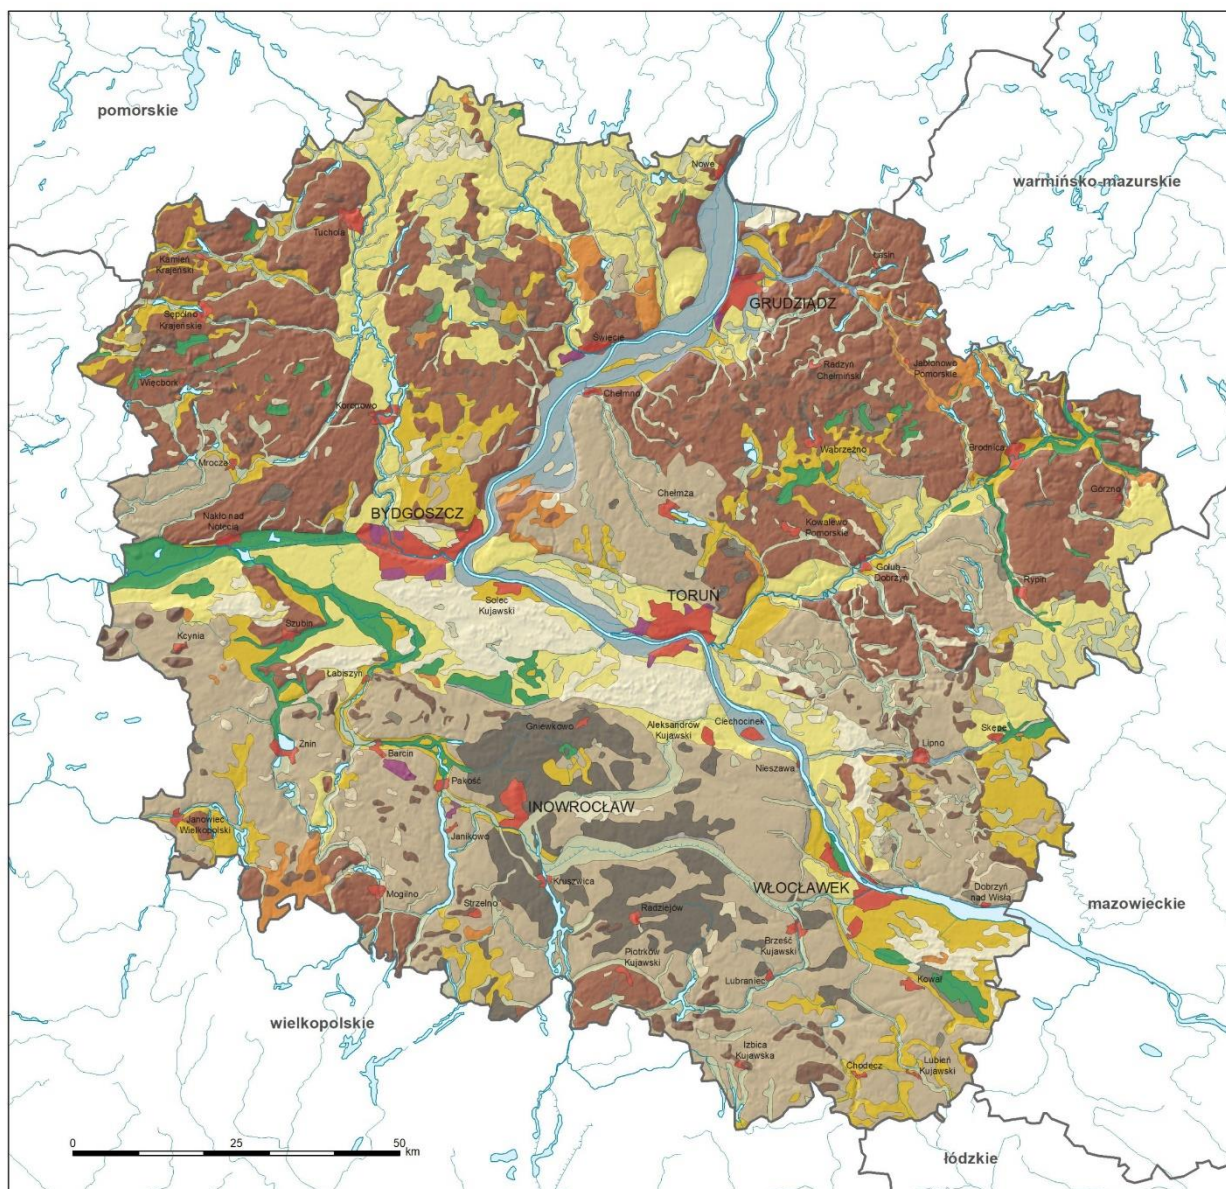 pomorskie
warmińsko-mazurskie
Nowe
Tuchola
Łasin
Kamień
Krajeński
GRUDZIĄDZ
Sępólno
Krajeńskie
Świecie
Radzyń
Chełmiński
Jabłonowo
Pomorskie
Więcbork
Chełmno
Koronowo
Wąbrzeźno
Brodnica
Mrocza
Górzno
Chełmża
Nakło nad
Notecią
BYDGOSZCZ
Kowalewo
Pomorskie
Golub -
Dobrzyń
Rypin
Solec
Kujawski
TORUŃ
Szubin
Kcynia
Łabiszyn
Gniewkowo
Aleksandrów
Kujawski
Ciechocinek
Skępe
Żnin
Barcin
Lipno
Nieszawa
Pakość
INOWROCŁAW
Janowiec
Wielkopolski
Janikowo
Kruszwica
Mogilno
WŁOCŁAWEK
Dobrzyń
nad Wisłą
Strzelno
Radziejów
mazowieckie
Brześć
Kujawski
Piotrków
Kujawski
Lubraniec
Kowal
wielkopolskie
Izbica
Kujawska
Chodecz
Lubień
Kujawski
0 25 50
km
łódzkie